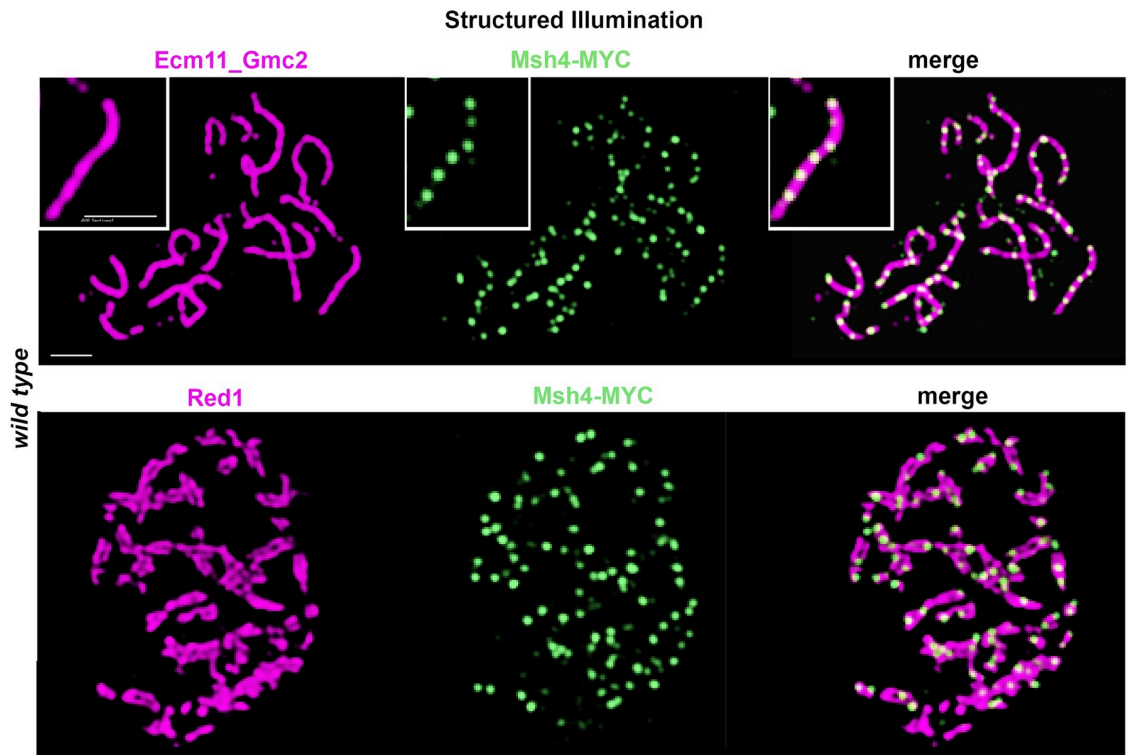 Structured Illumination
Ecm11_Gmc2
Msh4-MYC
merge
wild type
Red1
Msh4-MYC
merge